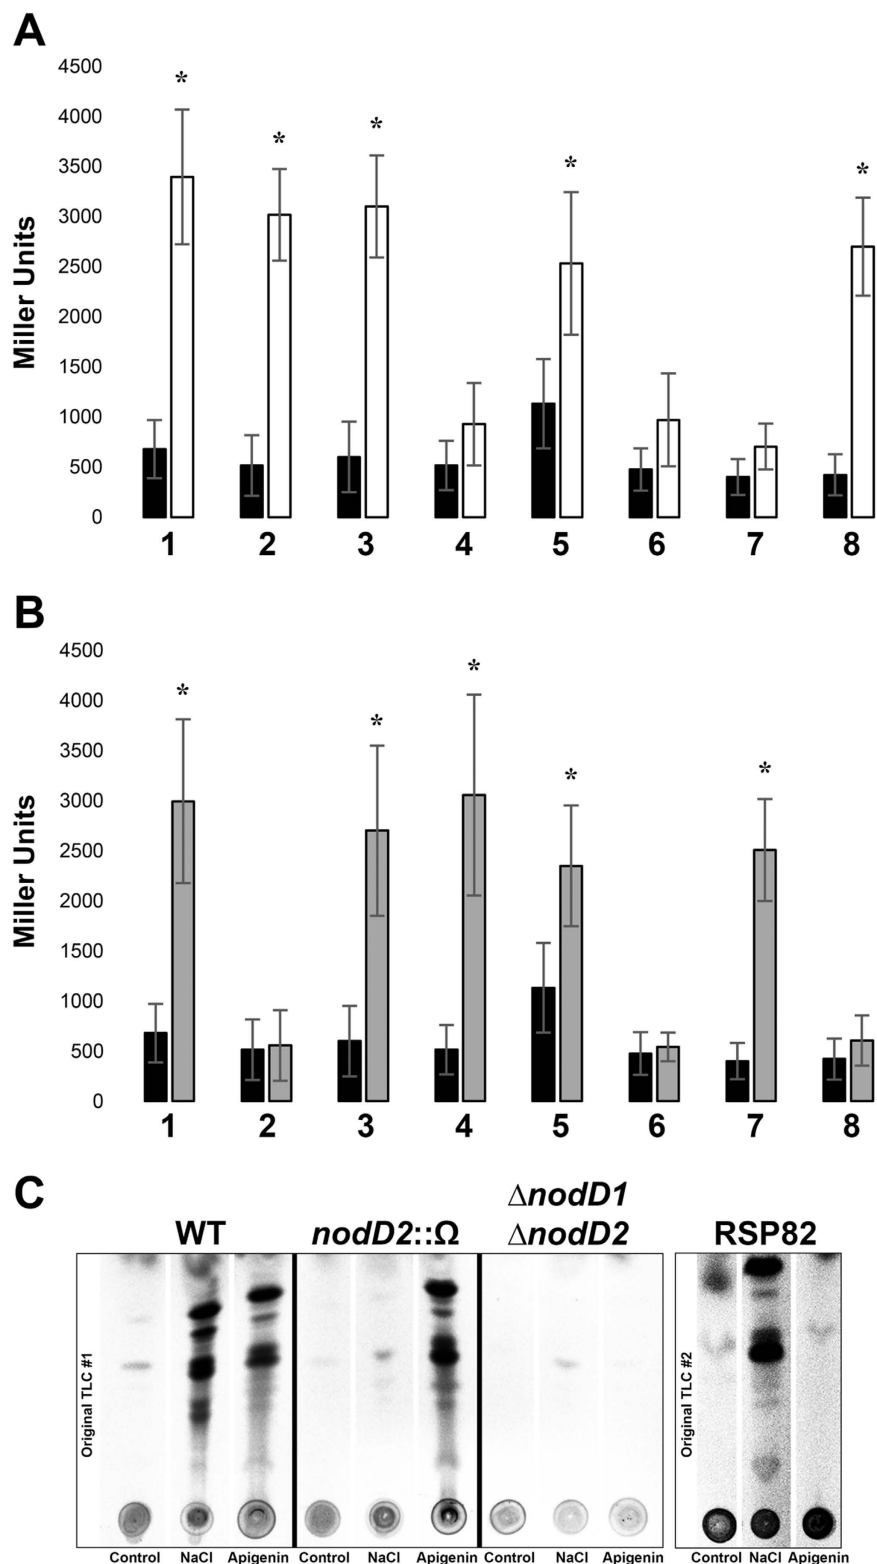 A
4500
*
4000
*
*
3500
*
*
3000
2500
2000
1500
1000
500
0
Miller Units
1 2 3 4 5 6 7 8
B
4500
*
4000
*
*
3500
*
*
3000
2500
2000
1500
1000
500
0
Miller Units
1 2 3 4 5 6 7 8
C
WT
nodD2::Ω
ΔnodD1
ΔnodD2
RSP82
Original TLC #1
Original TLC #2
Control NaCl Apigenin Control NaCl Apigenin Control NaCl Apigenin Control NaCl Apigenin